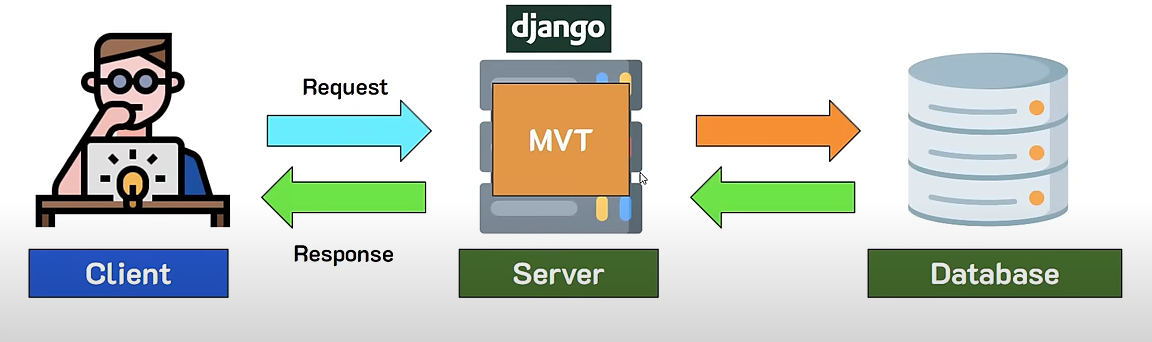 django
Request
MVT
Response
Client
Server
Database